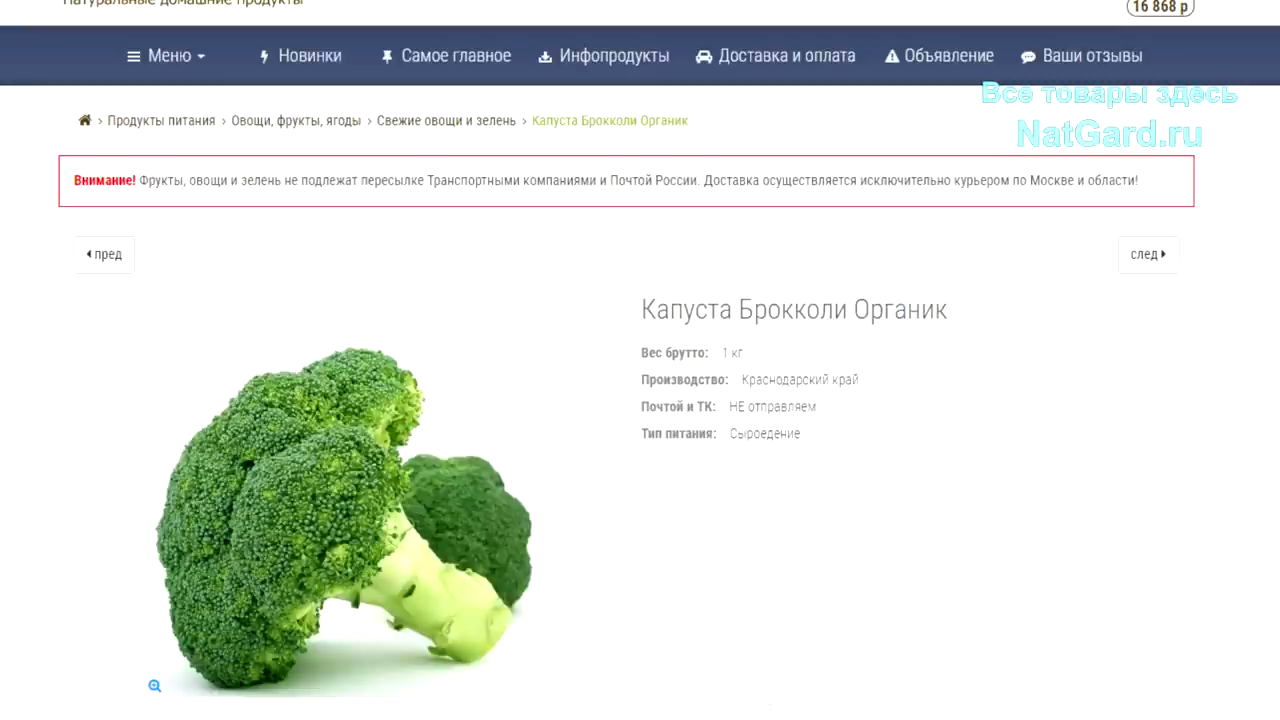 Натуральные домашние продукты
16 868 р
Меню Новинки Самое главное Инфопродукты Доставка и оплата Объявление Ваши отзывы
Все товары здесь
NatGard.ru
› Продукты питания › Овощи, фрукты, ягоды › Свежие овощи и зелень › Капуста Брокколи Органик
Внимание! Фрукты, овощи и зелень не подлежат пересылке Транспортными компаниями и Почтой России. Доставка осуществляется исключительно курьером по Москве и области!
пред
след
Капуста Брокколи Органик
Вес брутто: 1 кг
Производство: Краснодарский край
Почтой и ТК: НЕ отправляем
Тип питания: Сыроедение